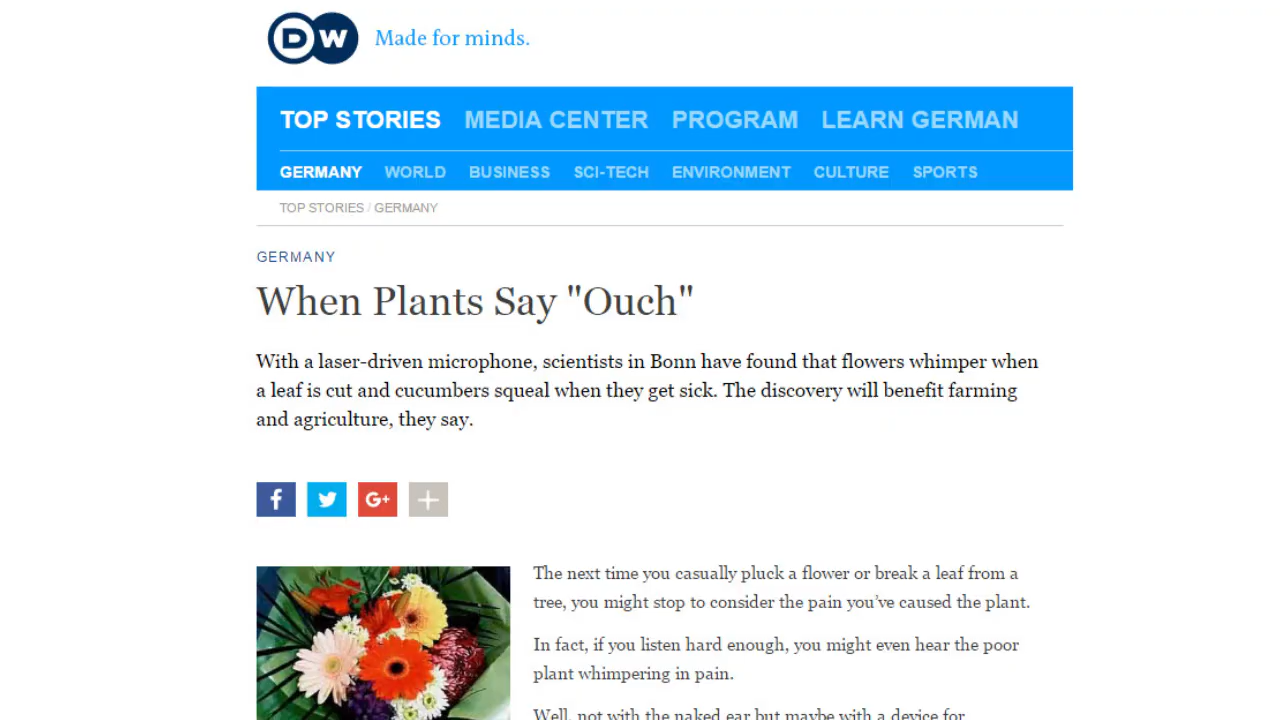 DW Made for minds.
TOP STORIES MEDIA CENTER PROGRAM LEARN GERMAN
GERMANY WORLD BUSINESS SCI-TECH ENVIRONMENT CULTURE SPORTS
TOP STORIES / GERMANY
GERMANY
When Plants Say "Ouch"
With a laser-driven microphone, scientists in Bonn have found that flowers whimper when
a leaf is cut and cucumbers squeal when they get sick. The discovery will benefit farming
and agriculture, they say.
f G+ +
The next time you casually pluck a flower or break a leaf from a
tree, you might stop to consider the pain you’ve caused the plant.
In fact, if you listen hard enough, you might even hear the poor
plant whimpering in pain.
Well, not with the naked ear but maybe with a device for